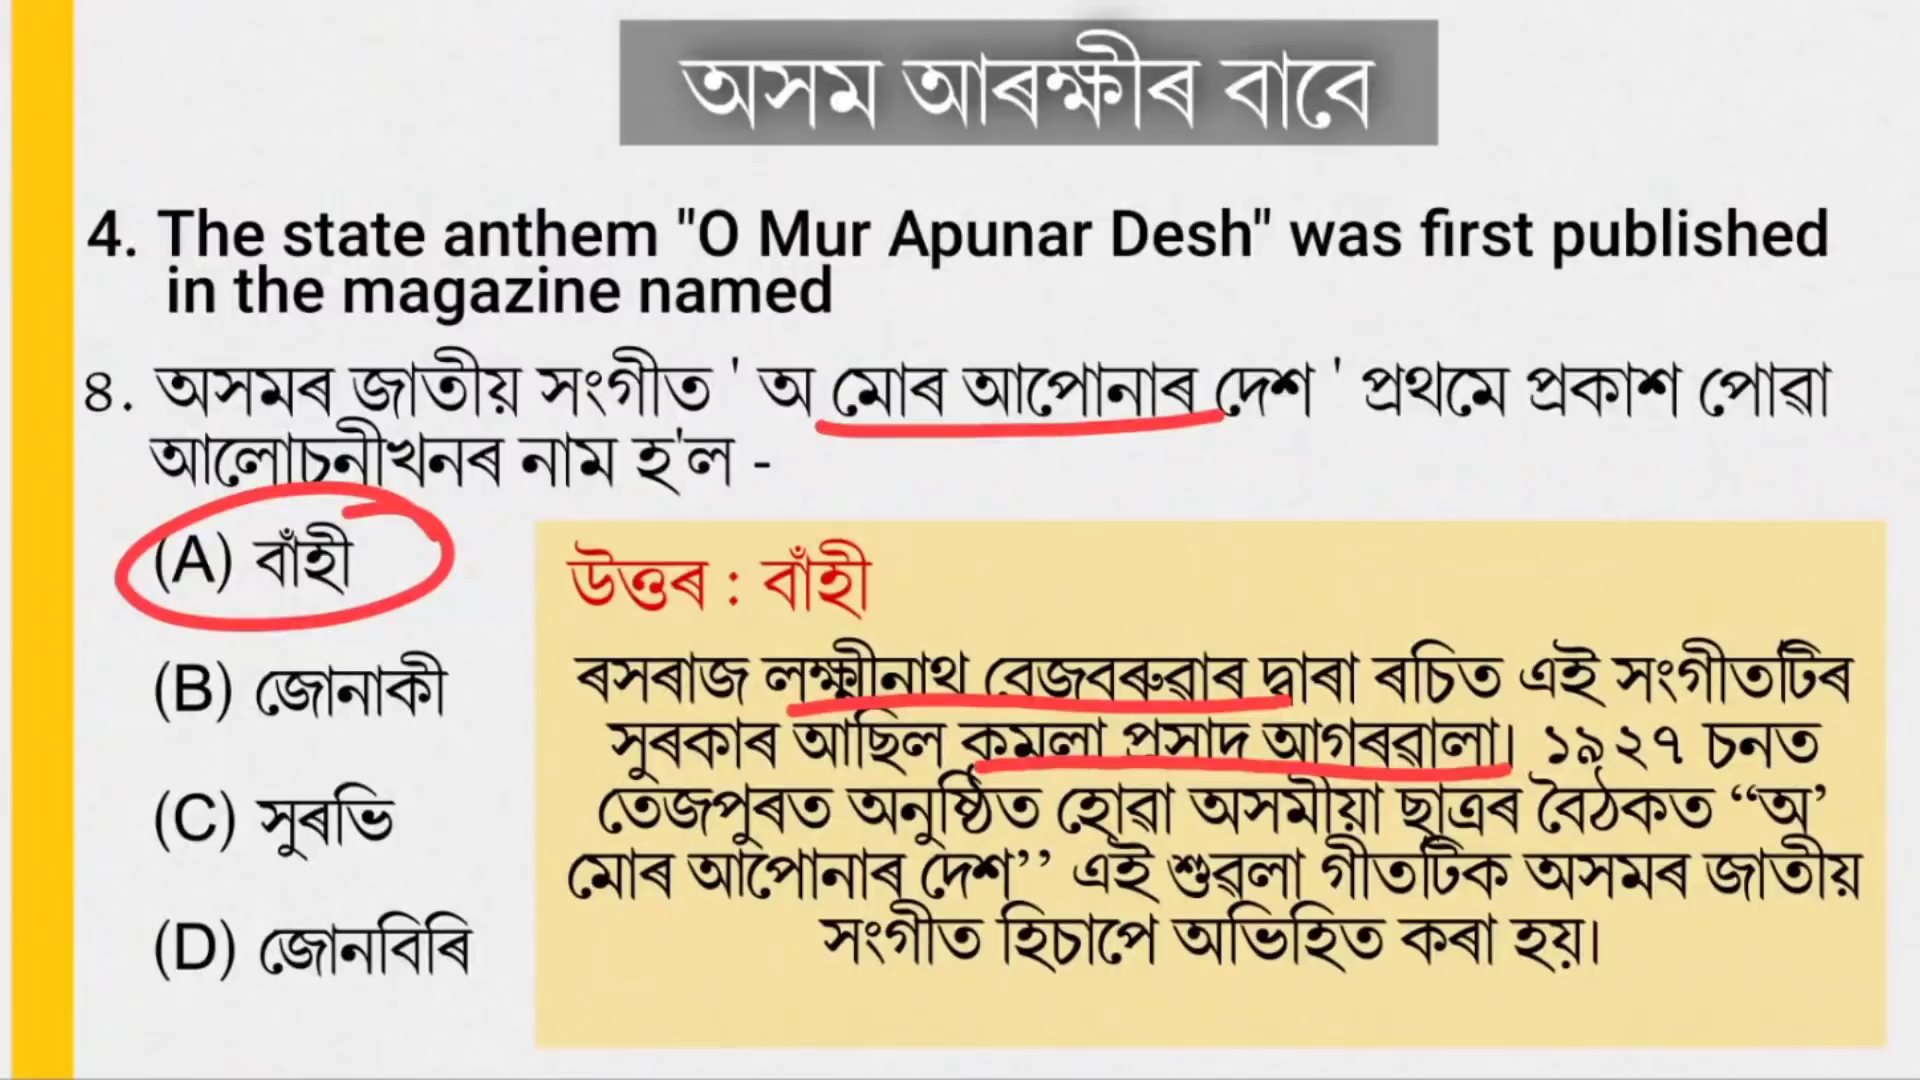 অসম আৰক্ষীৰ বাবে
4. The state anthem "O Mur Apunar Desh" was first published
in the magazine named
৪. অসমৰ জাতীয় সংগীত ' অ মোৰ আপোনাৰ দেশ ' প্ৰথমে প্ৰকাশ পোৱা
আলোচনীখনৰ নাম হ'ল -
(A) বাঁহী
(B) জোনাকী
(C) সুৰভি
(D) জোনবিৰি
উত্তৰ : বাঁহী
ৰসৰাজ লক্ষ্মীনাথ বেজবৰুৱাৰ দ্বাৰা ৰচিত এই সংগীতটিৰ
সুৰকাৰ আছিল কমলা প্ৰসাদ আগৰৱালা। ১৯২৭ চনত
তেজপুৰত অনুষ্ঠিত হোৱা অসমীয়া ছাত্ৰৰ বৈঠকত “অ’
মোৰ আপোনাৰ দেশ’’ এই শুৱলা গীতটিক অসমৰ জাতীয়
সংগীত হিচাপে অভিহিত কৰা হয়।